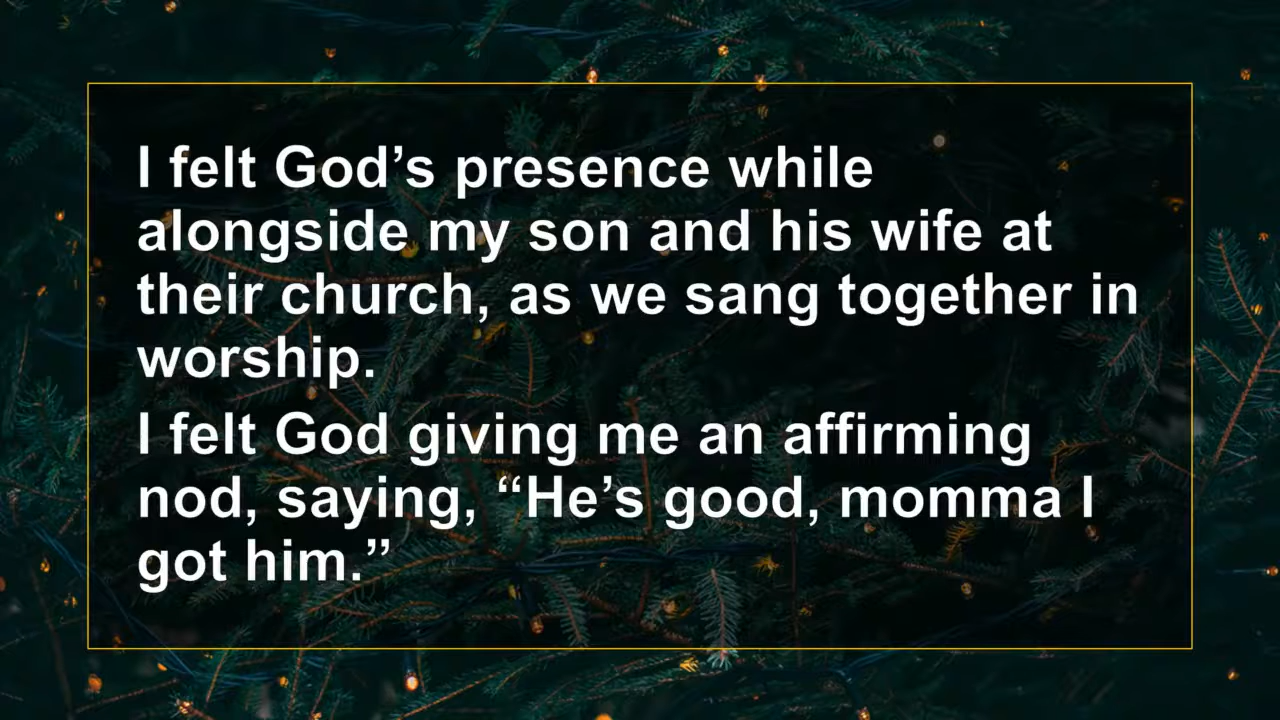 I felt God’s presence while
alongside my son and his wife at
their church, as we sang together in
worship.
I felt God giving me an affirming
nod, saying, “He’s good, momma I
got him.”